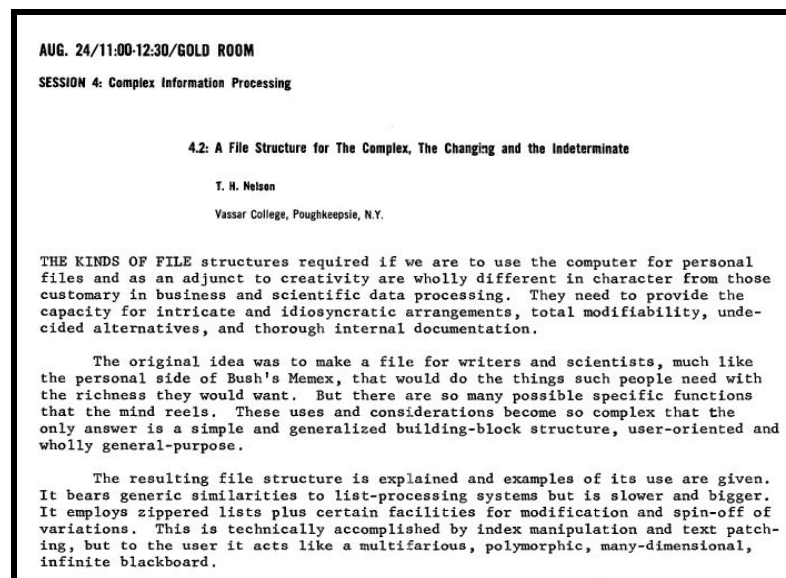 AUG. 24/11:00-12:30/GOLD ROOM
SESSION 4: Complex Information Processing
4.2: A File Structure for The Complex, The Changing and the Indeterminate
T. H. Nelson
Vassar College, Poughkeepsie, N.Y.
THE KINDS OF FILE structures required if we are to use the computer for personal
files and as an adjunct to creativity are wholly different in character from those
customary in business and scientific data processing. They need to provide the
capacity for intricate and idiosyncratic arrangements, total modifiability, unde-
cided alternatives, and thorough internal documentation.
The original idea was to make a file for writers and scientists, much like
the personal side of Bush's Memex, that would do the things such people need with
the richness they would want. But there are so many possible specific functions
that the mind reels. These uses and considerations become so complex that the
only answer is a simple and generalized building-block structure, user-oriented and
wholly general-purpose.
The resulting file structure is explained and examples of its use are given.
It bears generic similarities to list-processing systems but is slower and bigger.
It employs zippered lists plus certain facilities for modification and spin-off of
variations. This is technically accomplished by index manipulation and text patch-
ing, but to the user it acts like a multifarious, polymorphic, many-dimensional,
infinite blackboard.